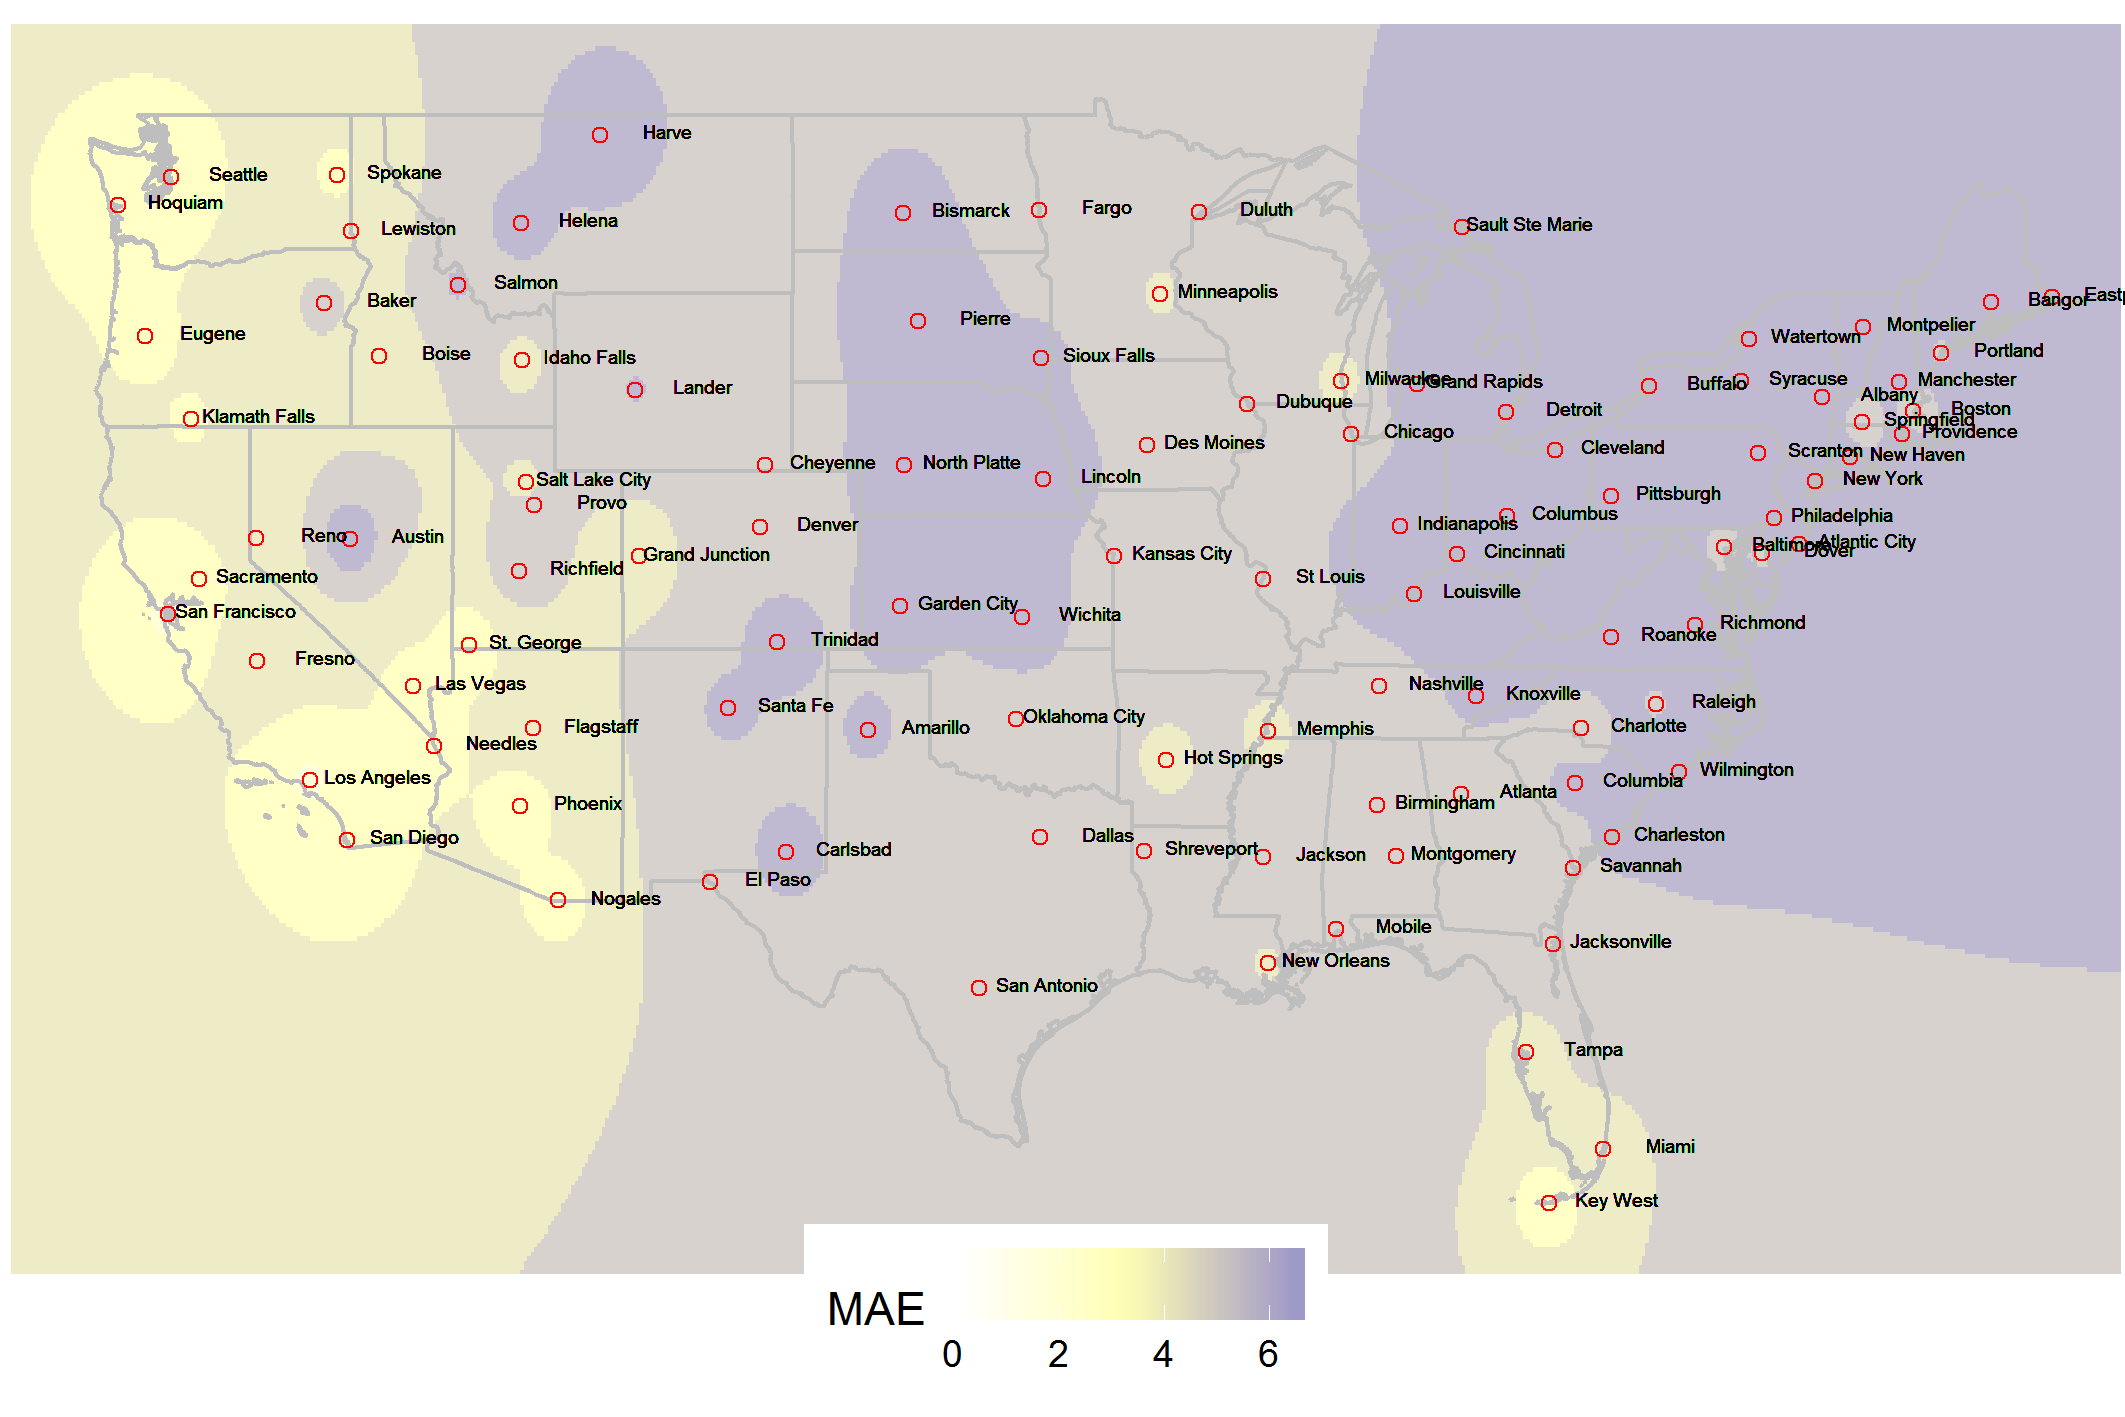 Harve
Seattle
Spokane
Hoquiam
Helena
Bismarck
Fargo
Duluth
Sault Ste Marie
Lewiston
Salmon
Minneapolis
Baker
Bangor
Eugene
Pierre
Montpelier
Watertown
Boise
Idaho Falls
Sioux Falls
Portland
Lander
Milwaukee
Grand Rapids
Buffalo
Syracuse
Manchester
Albany
Dubuque
Detroit
Boston
Klamath Falls
Springfield
Chicago
Providence
Des Moines
Cleveland
Scranton
New Haven
Cheyenne
North Platte
Salt Lake City
Lincoln
New York
Provo
Pittsburgh
Columbus
Philadelphia
Denver
Indianapolis
Reno
Austin
Atlantic City
Baltimore
Dover
Grand Junction
Kansas City
Cincinnati
Richfield
Sacramento
St Louis
Louisville
San Francisco
Garden City
Wichita
Richmond
Trinidad
Roanoke
St. George
Fresno
Las Vegas
Nashville
Knoxville
Santa Fe
Raleigh
Flagstaff
Amarillo
Oklahoma City
Memphis
Charlotte
Needles
Hot Springs
Los Angeles
Columbia
Wilmington
Phoenix
Birmingham
Atlanta
San Diego
Dallas
Charleston
Carlsbad
Shreveport
Jackson
Montgomery
El Paso
Savannah
Nogales
Mobile
Jacksonville
New Orleans
San Antonio
Tampa
Miami
Key West
MAE
0 2 4 6